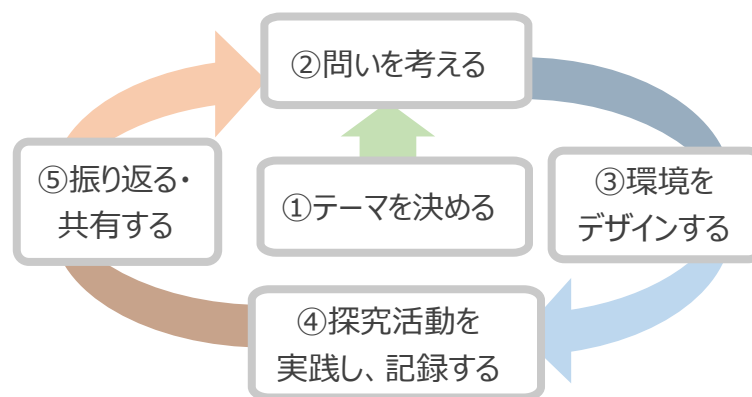 ②問いを考える
⑤振り返る・
共有する
①テーマを決める
③環境を
デザインする
④探究活動を
実践し、記録する